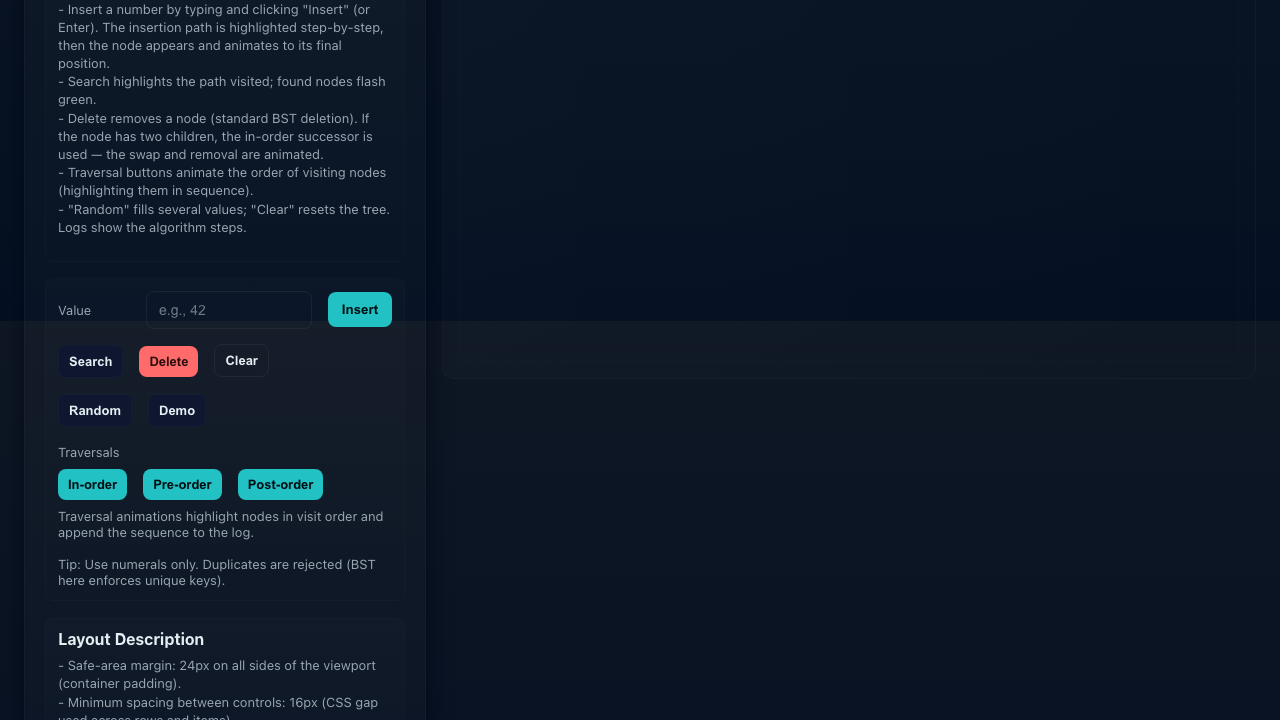 - Insert a number by typing and clicking "Insert" (or
Enter). The insertion path is highlighted step-by-step,
then the node appears and animates to its final
position.
- Search highlights the path visited; found nodes flash
green.
- Delete removes a node (standard BST deletion). If
the node has two children, the in-order successor is
used — the swap and removal are animated.
- Traversal buttons animate the order of visiting nodes
(highlighting them in sequence).
- "Random" fills several values; "Clear" resets the tree.
Logs show the algorithm steps.
Value
e.g., 42
Insert
Search
Delete
Clear
Random
Demo
Traversals
In-order
Pre-order
Post-order
Traversal animations highlight nodes in visit order and
append the sequence to the log.
Tip: Use numerals only. Duplicates are rejected (BST
here enforces unique keys).
Layout Description
- Safe-area margin: 24px on all sides of the viewport
(container padding).
- Minimum spacing between controls: 16px (CSS gap
used across rows and items)